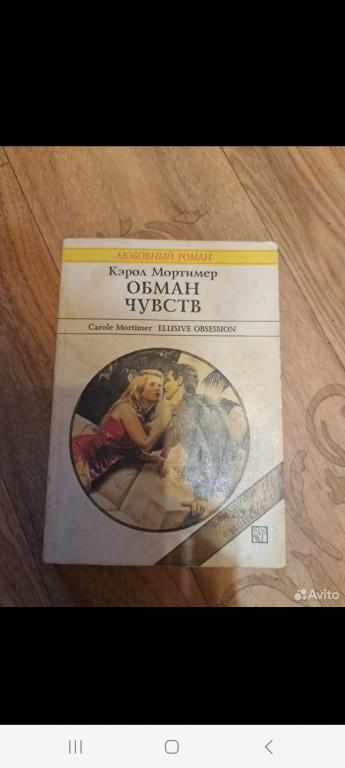 ЛЮБОВНЫЙ РОМАН
Кэрол Мортимер
ОБМАН
ЧУВСТВ
Carole Mortimer ELUSIVE OBSESSION
Avito